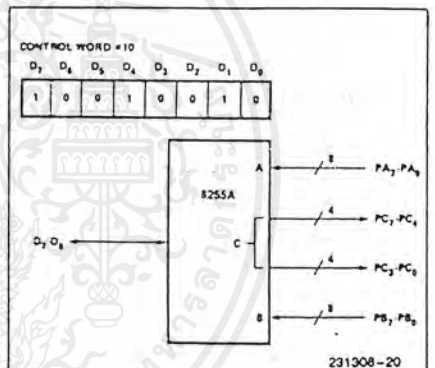 CONTROL WORD #10
D7 D6 D5 D4 D3 D2 D1 D0
1 0 0 1 0 0 1 0
8255A
A
8
PA7-PA0
4
PC7-PC4
C
D7-D0
4
PC3-PC0
B
8
PB7-PB0
231308-20